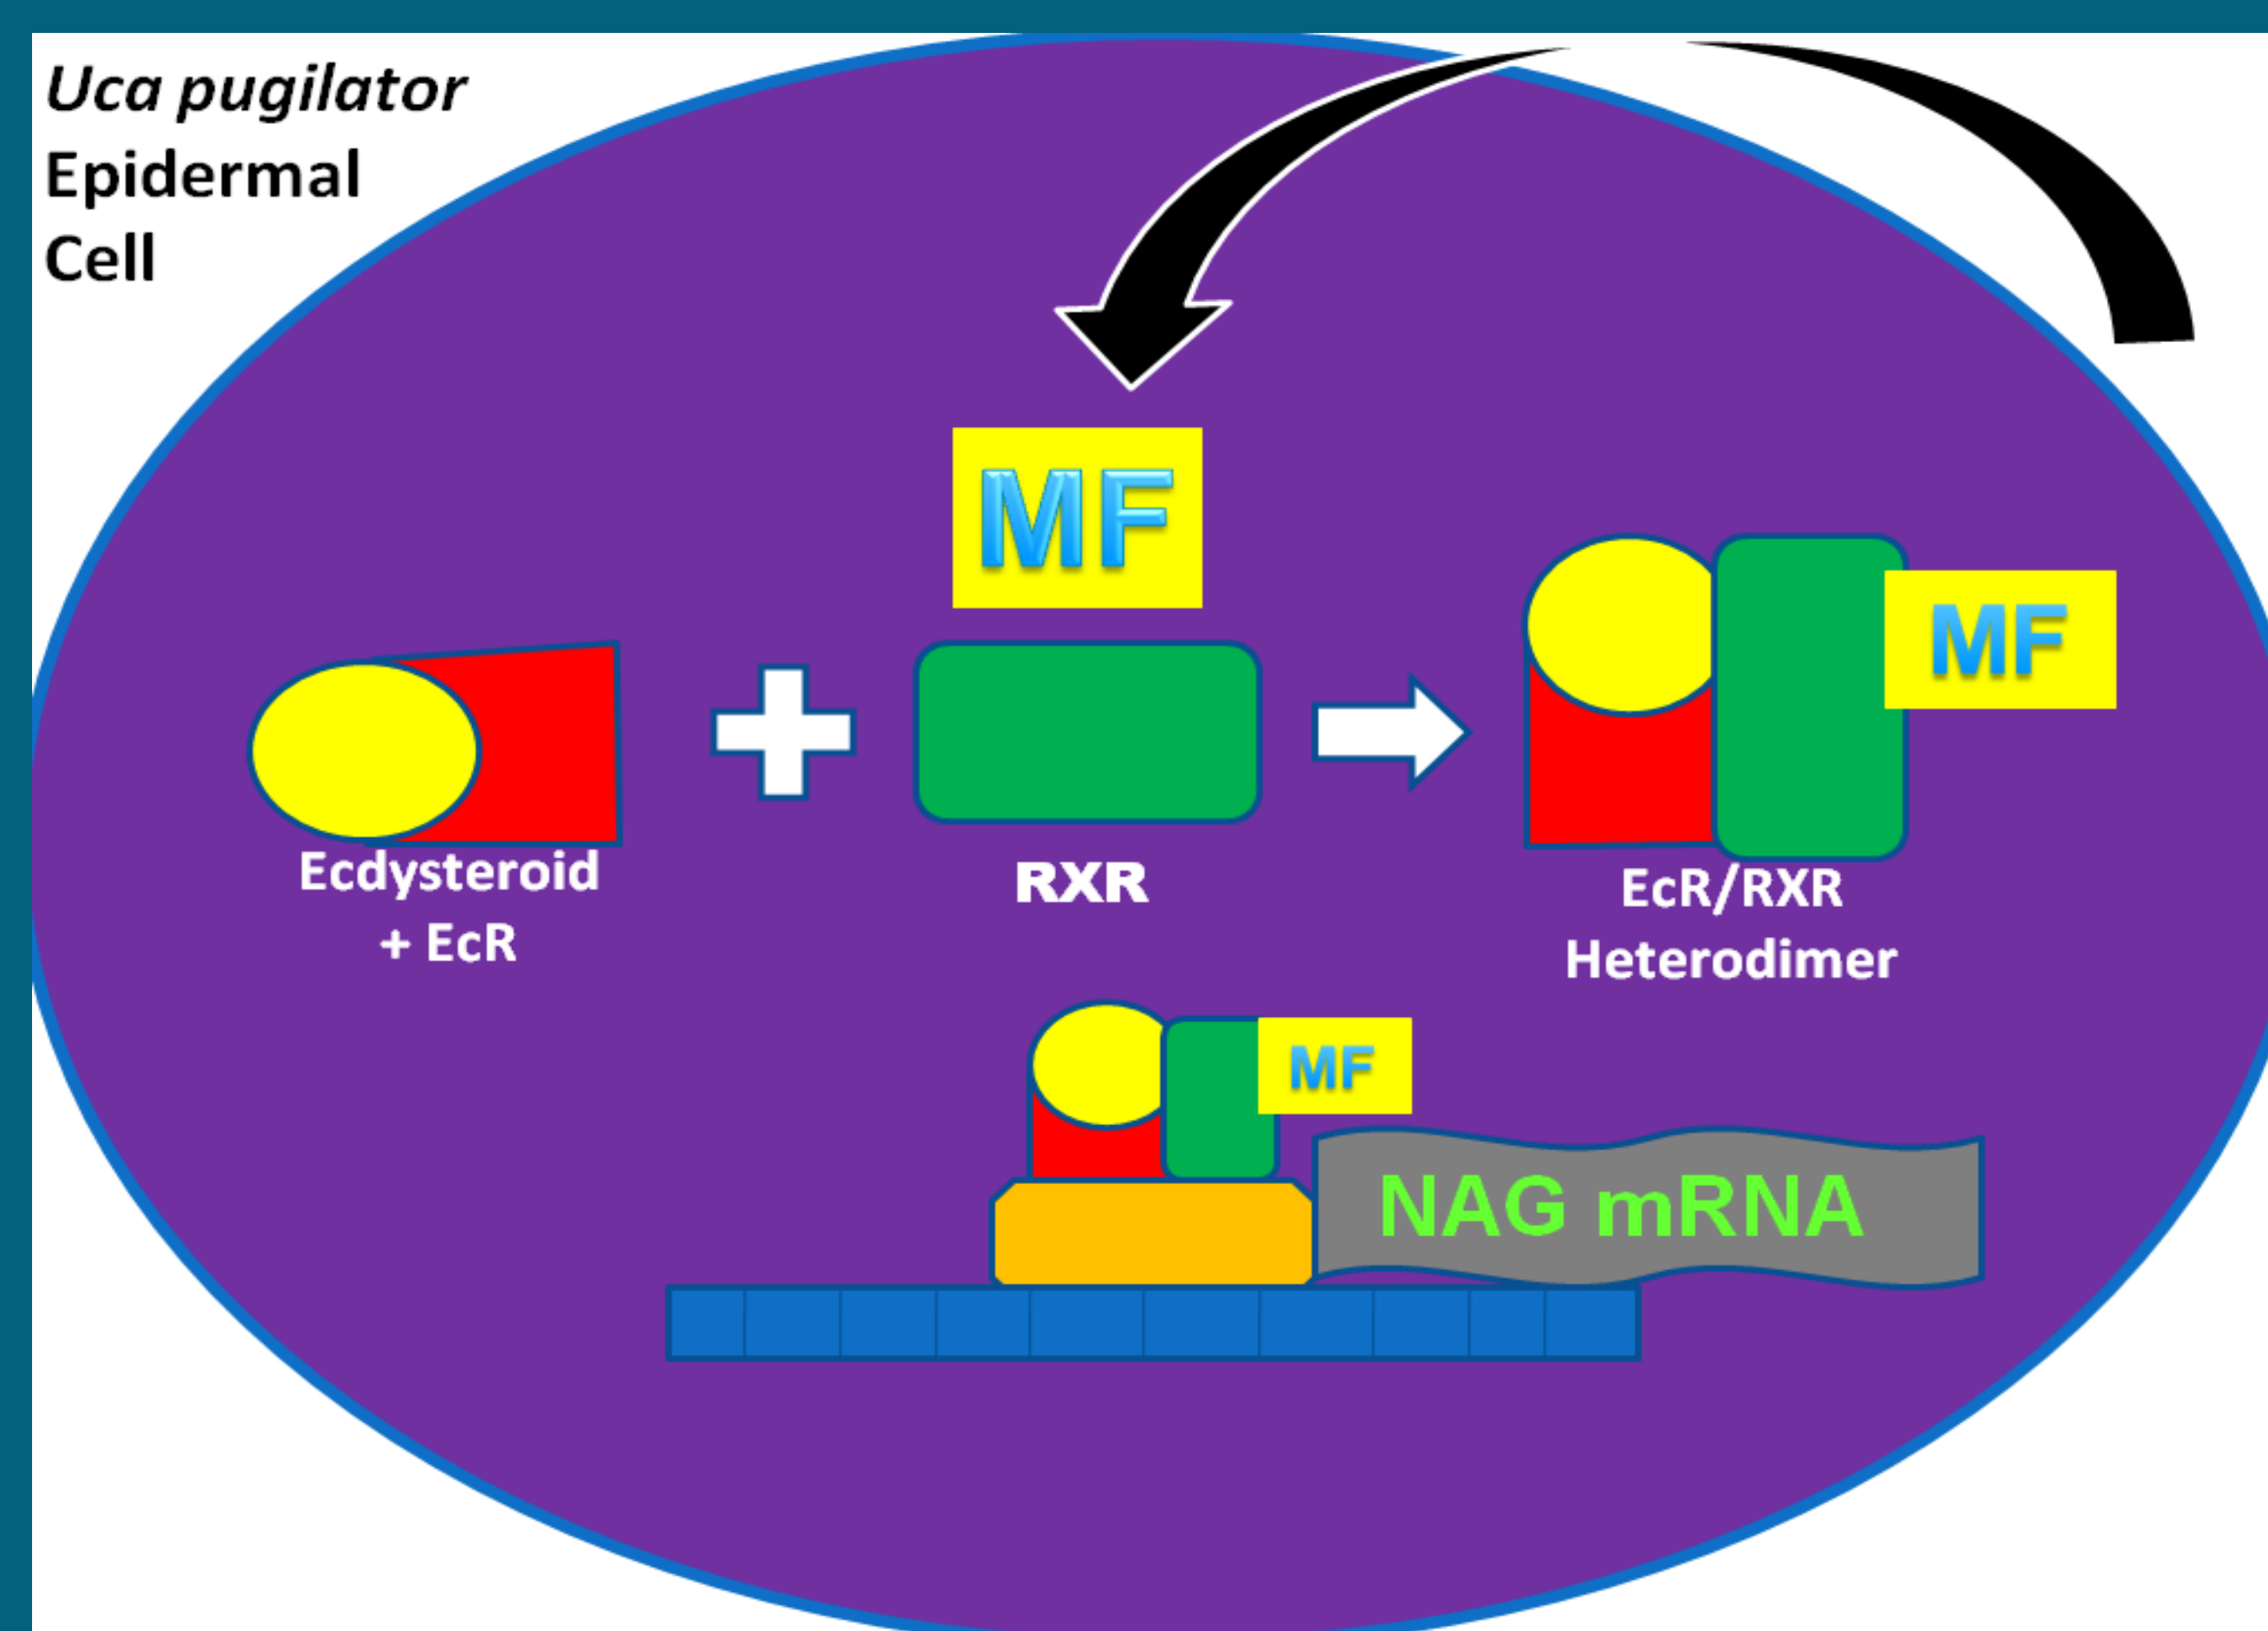 Uca pugilator
Epidermal
Cell
MF
MF
Ecdysteroid
+ EcR
RXR
EcR/RXR
Heterodimer
MF
NAG mRNA